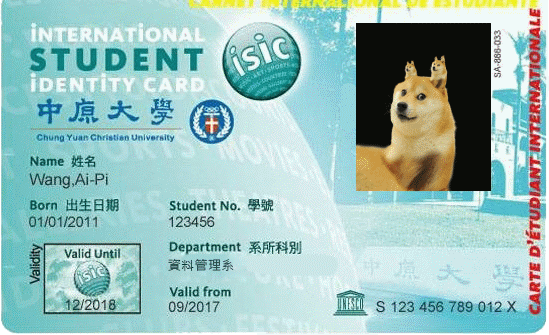 CARNET INTERNATIONAL DE ESTUDIANTE
INTERNATIONAL
STUDENT
IDENTITY CARD
isic
中原大學
Chung Yuan Christian University
SA-886-033
CARTE D'ÉTUDIANT INTERNATIONALE
Name 姓名
Wang,Ai-Pi
Born 出生日期
Student No. 學號
01/01/2011
123456
Department 系所科別
資料管理系
Validity
Valid Until
isic
12/2018
Valid from
09/2017
UNESCO
中原大學
S 123 456 789 012 X